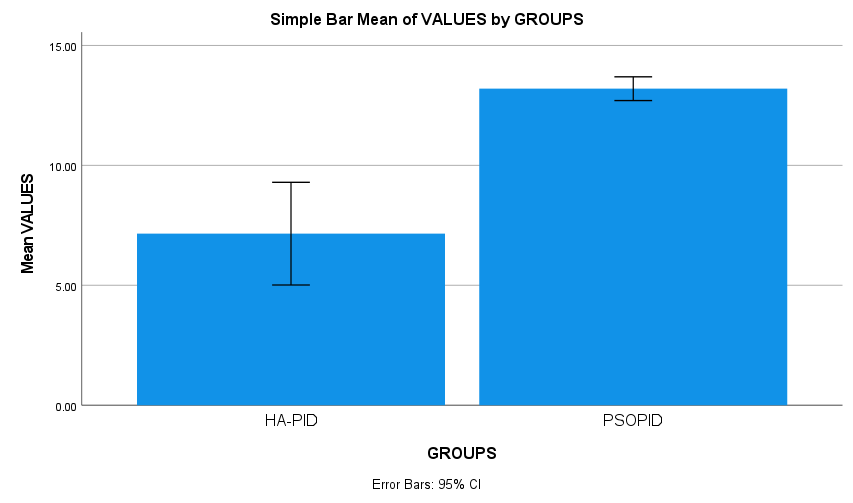 Simple Bar Mean of VALUES by GROUPS
15.00
10.00
5.00
0.00
Mean VALUES
HA-PID
PSOPID
GROUPS
Error Bars: 95% CI